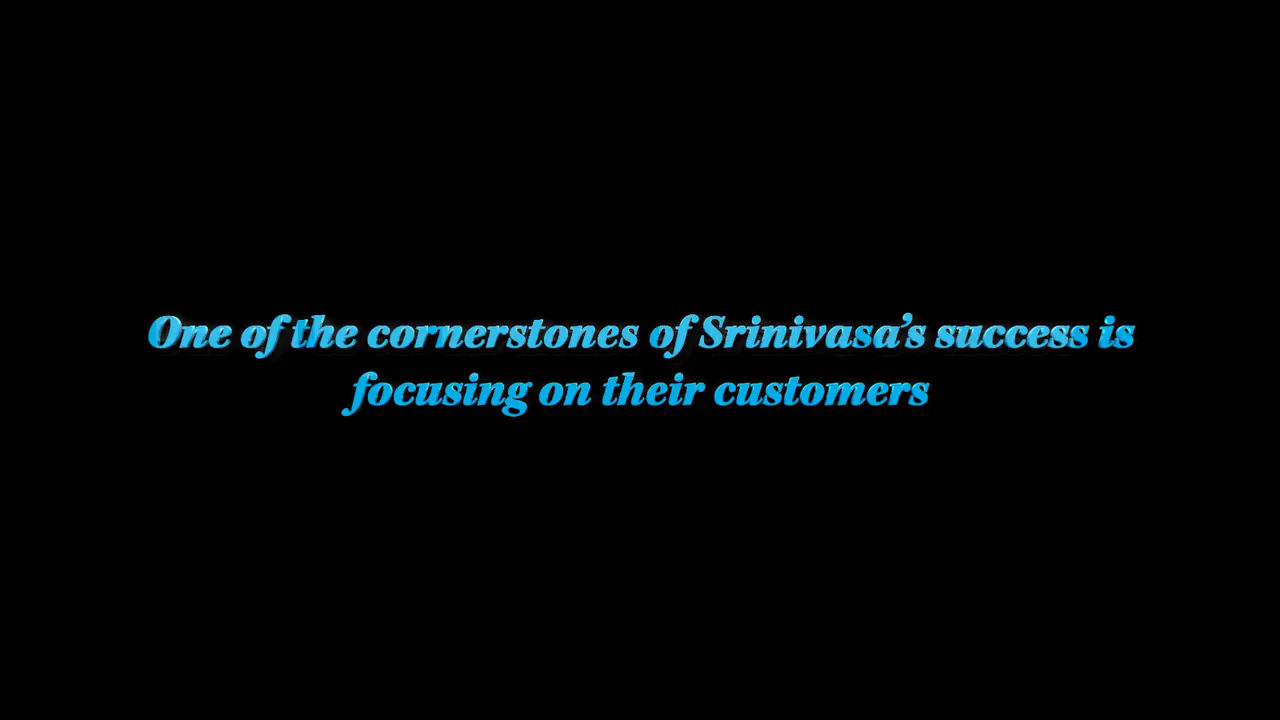 One of the cornerstones of Srinivasa’s success is
focusing on their customers